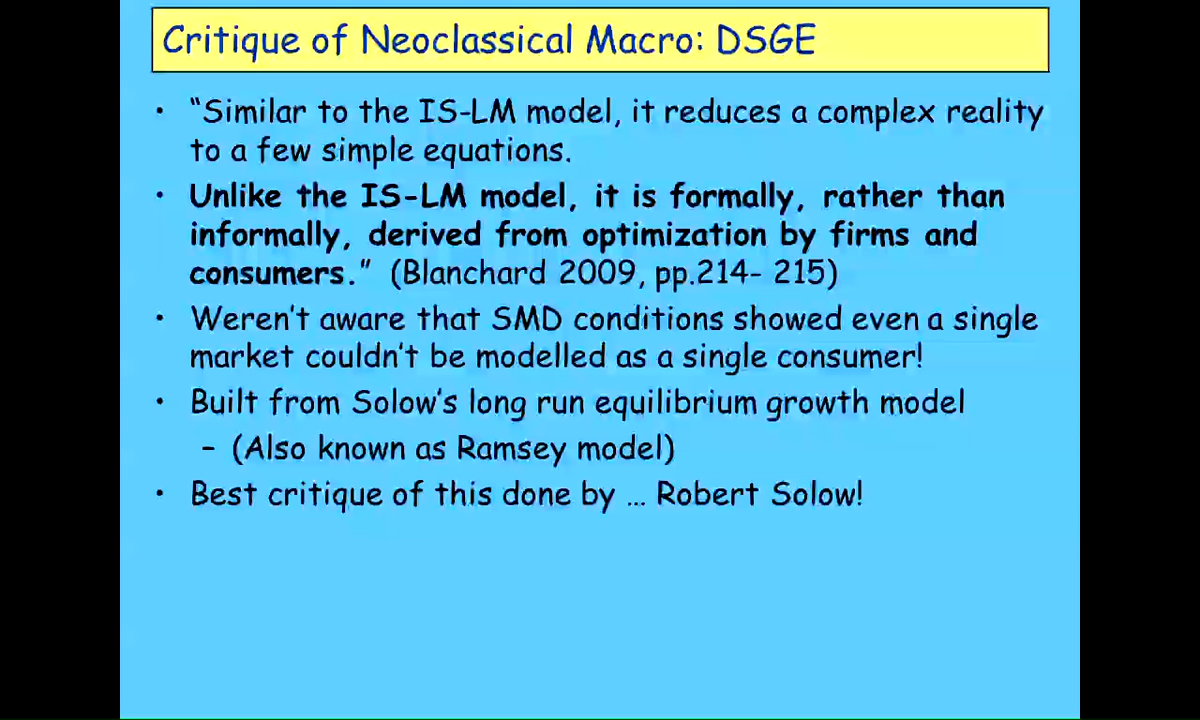 Critique of Neoclassical Macro: DSGE
• “Similar to the IS-LM model, it reduces a complex reality
to a few simple equations.
• Unlike the IS-LM model, it is formally, rather than
informally, derived from optimization by firms and
consumers.” (Blanchard 2009, pp.214- 215)
• Weren’t aware that SMD conditions showed even a single
market couldn’t be modelled as a single consumer!
• Built from Solow’s long run equilibrium growth model
– (Also known as Ramsey model)
• Best critique of this done by … Robert Solow!